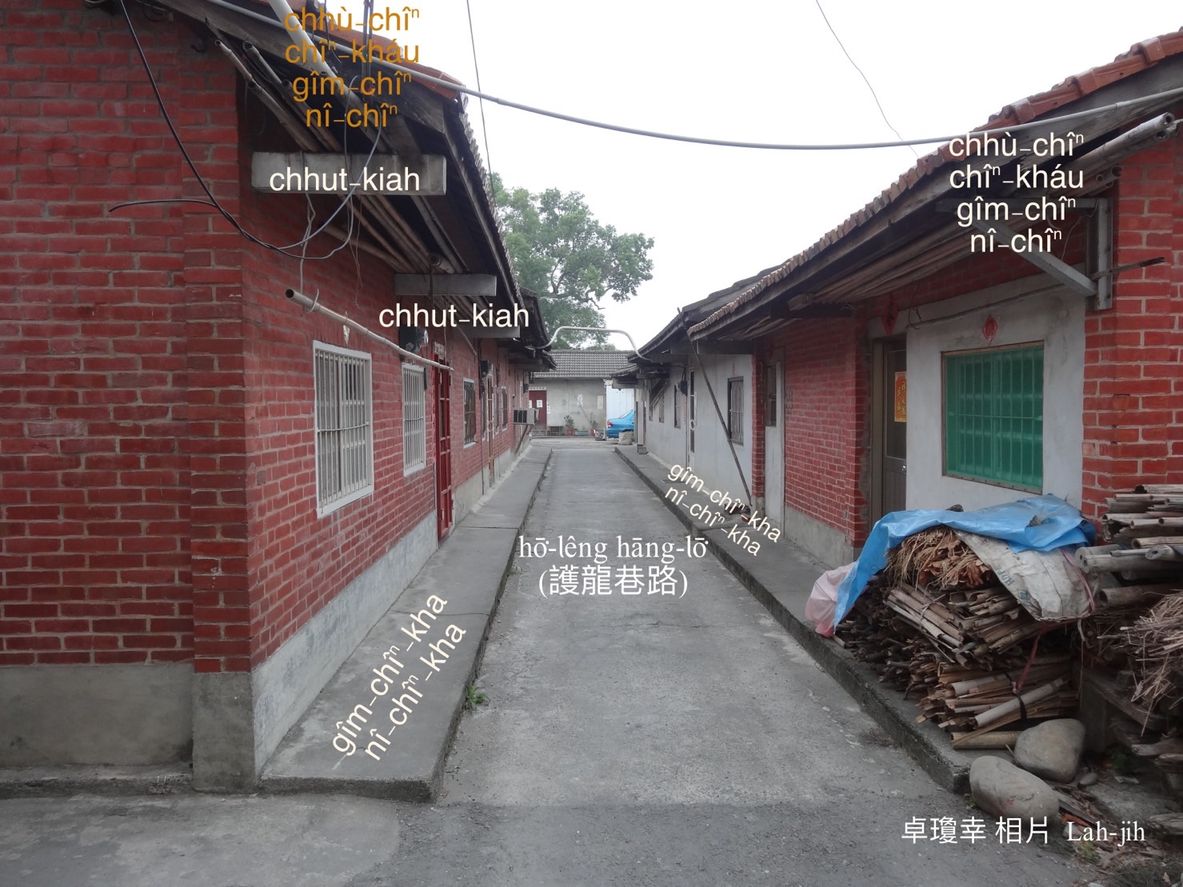 chhù-chîⁿ
chîⁿ-kháu
gîm-chîⁿ
nî-chîⁿ
chhut-kiah
chhut-kiah
chhù-chîⁿ
chîⁿ-kháu
gîm-chîⁿ
nî-chîⁿ
gîm-chîⁿ-kha
nî-chîⁿ-kha
hō͘-lêng hāng-lō͘
(護龍巷路)
gîm-chîⁿ-kha
nî-chîⁿ-kha
卓瓊幸 相片 Lah-jih